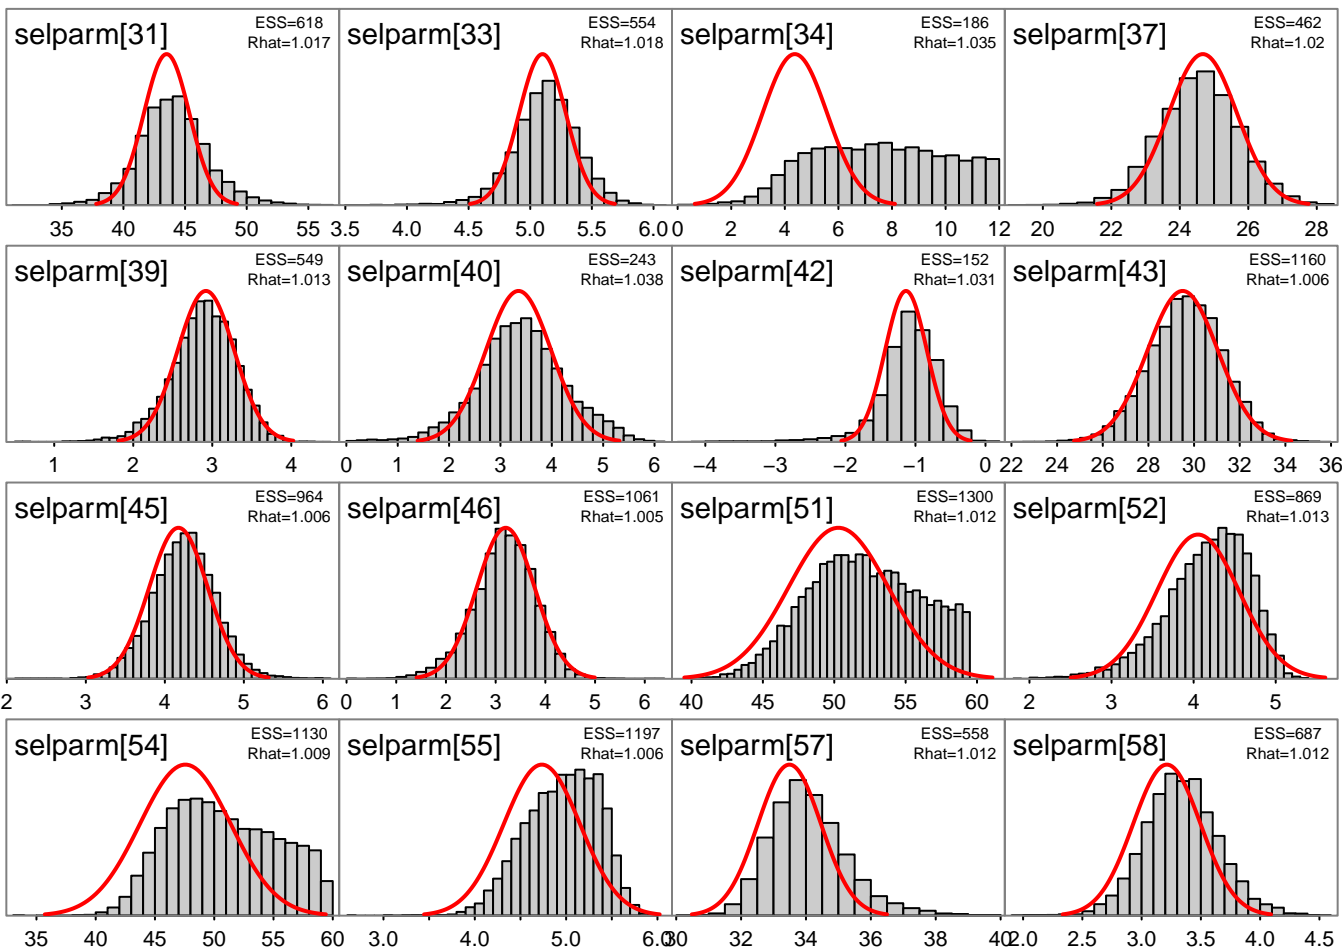 selparm[31] ESS=618
Rhat=1.017
selparm[33] ESS=554
Rhat=1.018
selparm[34] ESS=186
Rhat=1.035
selparm[37] ESS=462
Rhat=1.02
35 40 45 50 55 3.5 4.0 4.5 5.0 5.5 6.0 0 2 4 6 8 10 12 20 22 24 26 28
selparm[39] ESS=549
Rhat=1.013
selparm[40] ESS=243
Rhat=1.038
selparm[42] ESS=152
Rhat=1.031
selparm[43] ESS=1160
Rhat=1.006
1 2 3 4 0 1 2 3 4 5 6 −4 −3 −2 −1 0 22 24 26 28 30 32 34 36
selparm[45] ESS=964
Rhat=1.006
selparm[46] ESS=1061
Rhat=1.005
selparm[51] ESS=1300
Rhat=1.012
selparm[52] ESS=869
Rhat=1.013
2 3 4 5 6 0 1 2 3 4 5 6 40 45 50 55 60 2 3 4 5
selparm[54] ESS=1130
Rhat=1.009
selparm[55] ESS=1197
Rhat=1.006
selparm[57] ESS=558
Rhat=1.012
selparm[58] ESS=687
Rhat=1.012
35 40 45 50 55 60 3.0 4.0 5.0 6.0 30 32 34 36 38 40 2.0 2.5 3.0 3.5 4.0 4.5